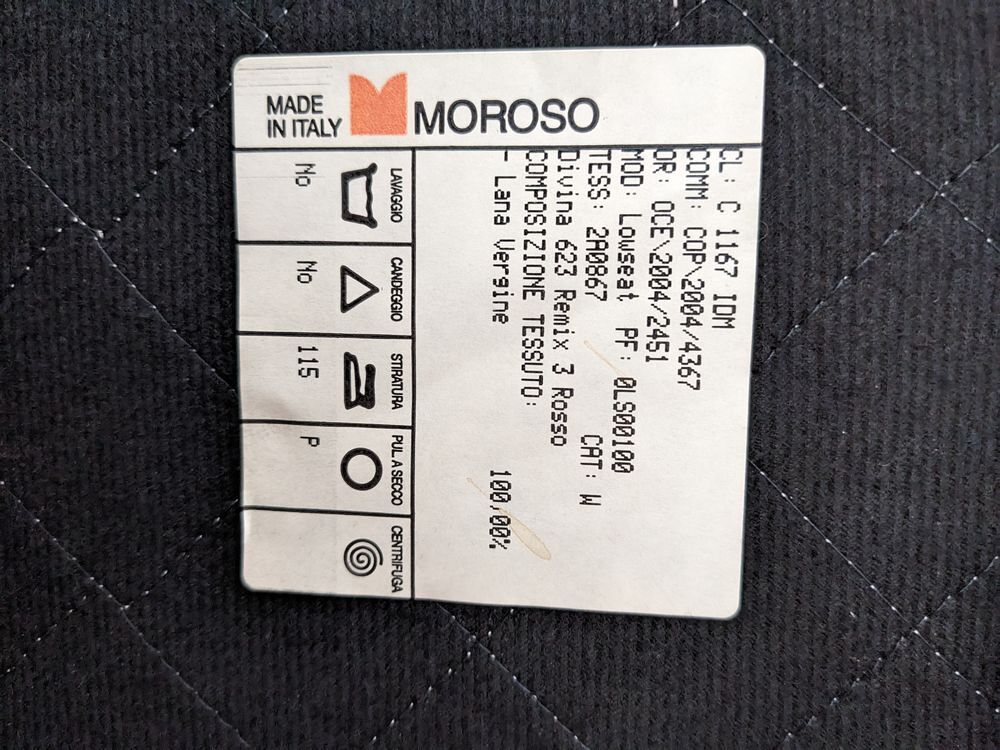 MADE
IN ITALY
MOROSO
CL: C 1167 IDM
COMM: COP\2004/4367
OR: OCE\2004/2451
MOD: Lowseat PF: 0LS00100
TESS: 2A0867 CAT: W
Divina 623 Remix 3 Rosso
COMPOSIZIONE TESSUTO:
- Lana Vergine 100,00%
LAVAGGIO
No
CANDEGGIO
No
STIRATURA
115
PUL. A SECCO
P
CENTRIFUGA